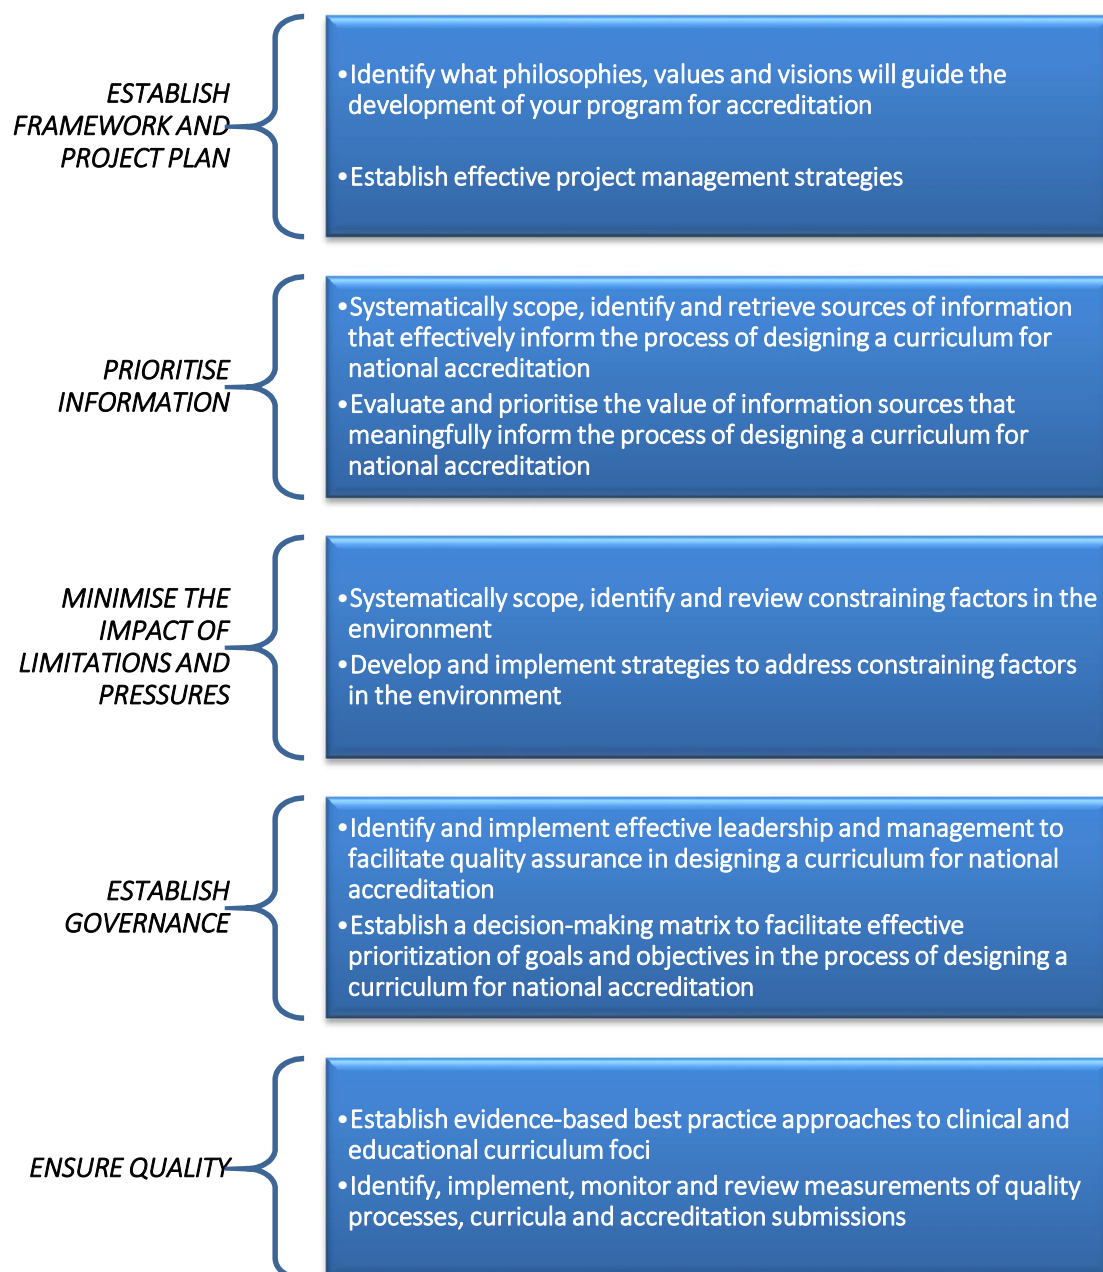 ESTABLISH
FRAMEWORK AND
PROJECT PLAN
•Identify what philosophies, values and visions will guide the
development of your program for accreditation
•Establish effective project management strategies
PRIORITISE
INFORMATION
•Systematically scope, identify and retrieve sources of information
that effectively inform the process of designing a curriculum for
national accreditation
•Evaluate and prioritise the value of information sources that
meaningfully inform the process of designing a curriculum for
national accreditation
MINIMISE THE
IMPACT OF
LIMITATIONS AND
PRESSURES
•Systematically scope, identify and review constraining factors in the
environment
•Develop and implement strategies to address constraining factors
in the environment
ESTABLISH
GOVERNANCE
•Identify and implement effective leadership and management to
facilitate quality assurance in designing a curriculum for national
accreditation
•Establish a decision-making matrix to facilitate effective
prioritization of goals and objectives in the process of designing a
curriculum for national accreditation
ENSURE QUALITY
•Establish evidence-based best practice approaches to clinical and
educational curriculum foci
•Identify, implement, monitor and review measurements of quality
processes, curricula and accreditation submissions